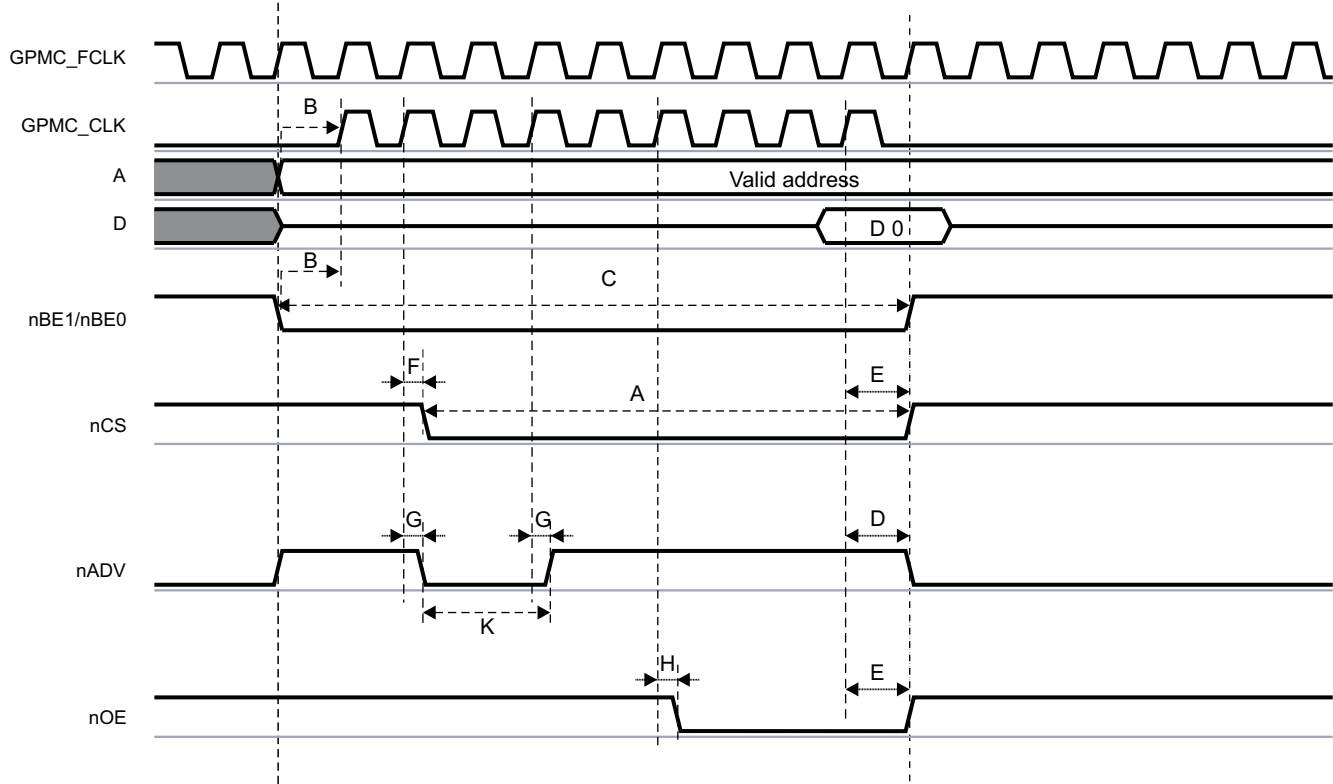 GPMC_FCLK
B
GPMC_CLK
A
Valid address
D
D 0
B
C
nBE1/nBE0
F
E
A
nCS
G
G
D
nADV
K
H
E
nOE